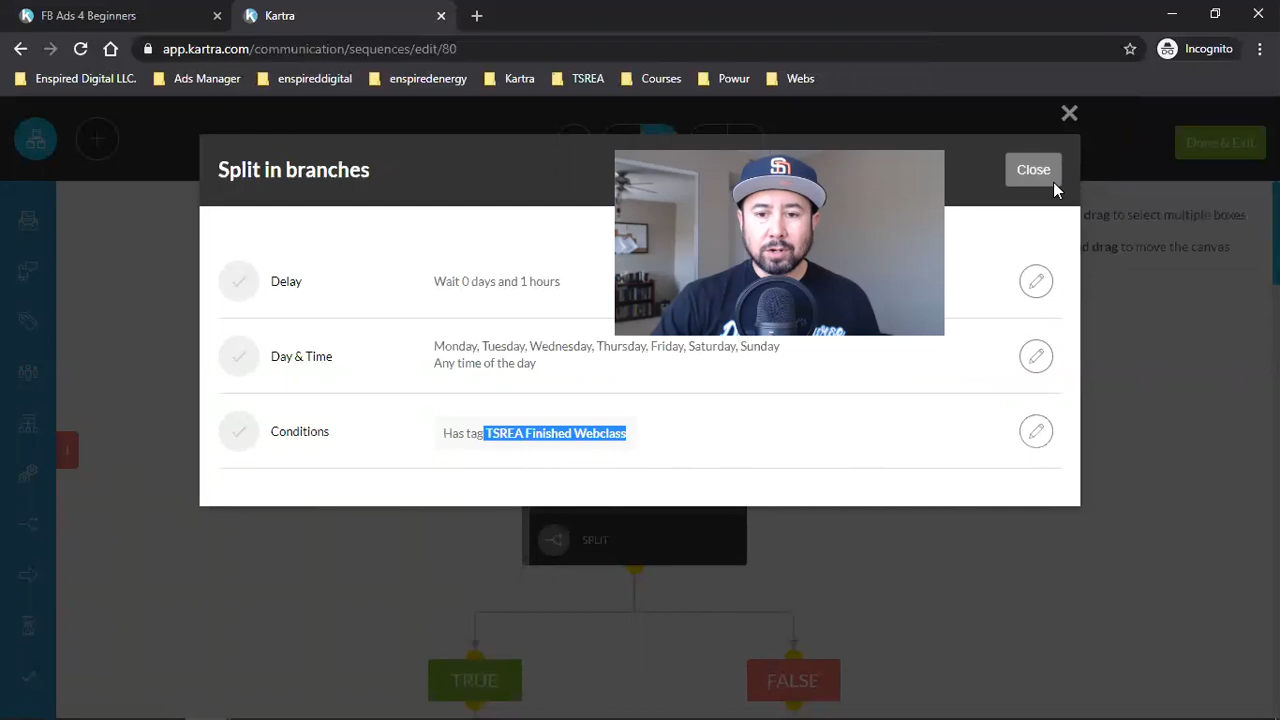 FB Ads 4 Beginners
Kartra
app.kartra.com/communication/sequences/edit/80
Incognito
Enspired Digital LLC.
Ads Manager
enspireddigital
enspiredenergy
Kartra
TSREA
Courses
Powur
Webs
Done & Exit
Split in branches
SD
Close
drag to select multiple boxes
d drag to move the canvas
Delay
Wait 0 days and 1 hours
Day & Time
Monday, Tuesday, Wednesday, Thursday, Friday, Saturday, Sunday
Any time of the day
Conditions
Has tag TSREA Finished Webclass
SPLIT
TRUE
FALSE